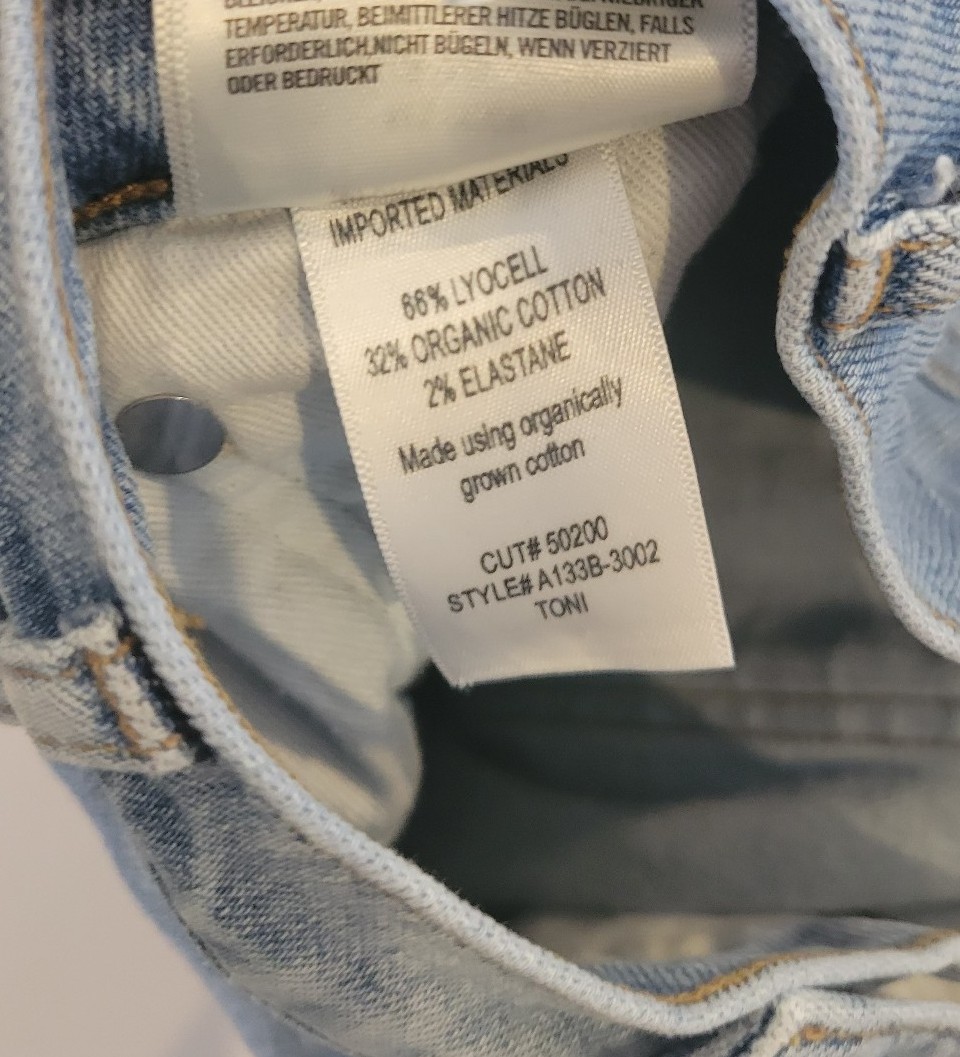 TEMPERATUR, BEIMITTLERER HITZE BÜGLEN, FALLS
ERFORDERLICH.NICHT BÜGELN, WENN VERZIERT
ODER BEDRUCKT
IMPORTED MATERIALS
66% LYOCELL
32% ORGANIC COTTON
2% ELASTANE
Made using organically
grown cotton
CUT# 50200
STYLE# A133B-3002
TONI